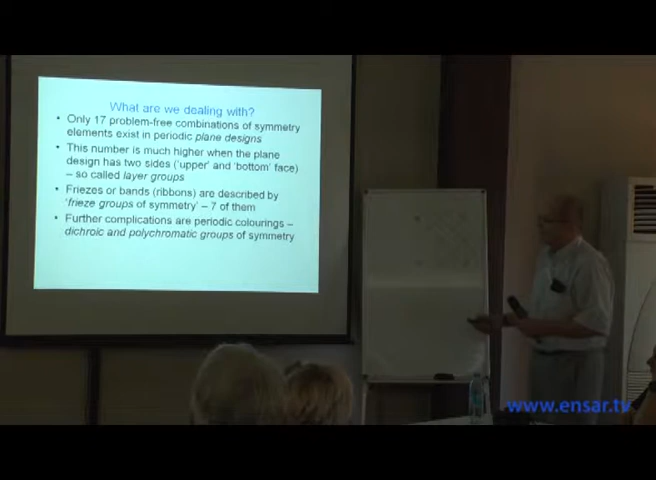 What are we dealing with?
• Only 17 problem-free combinations of symmetry
elements exist in periodic plane designs
• This number is much higher when the plane
design has two sides ('upper' and 'bottom' face)
– so called layer groups
• Friezes or bands (ribbons) are described by
'frieze groups of symmetry' – 7 of them
• Further complications are periodic colourings –
dichroic and polychromatic groups of symmetry
www.ensar.tv